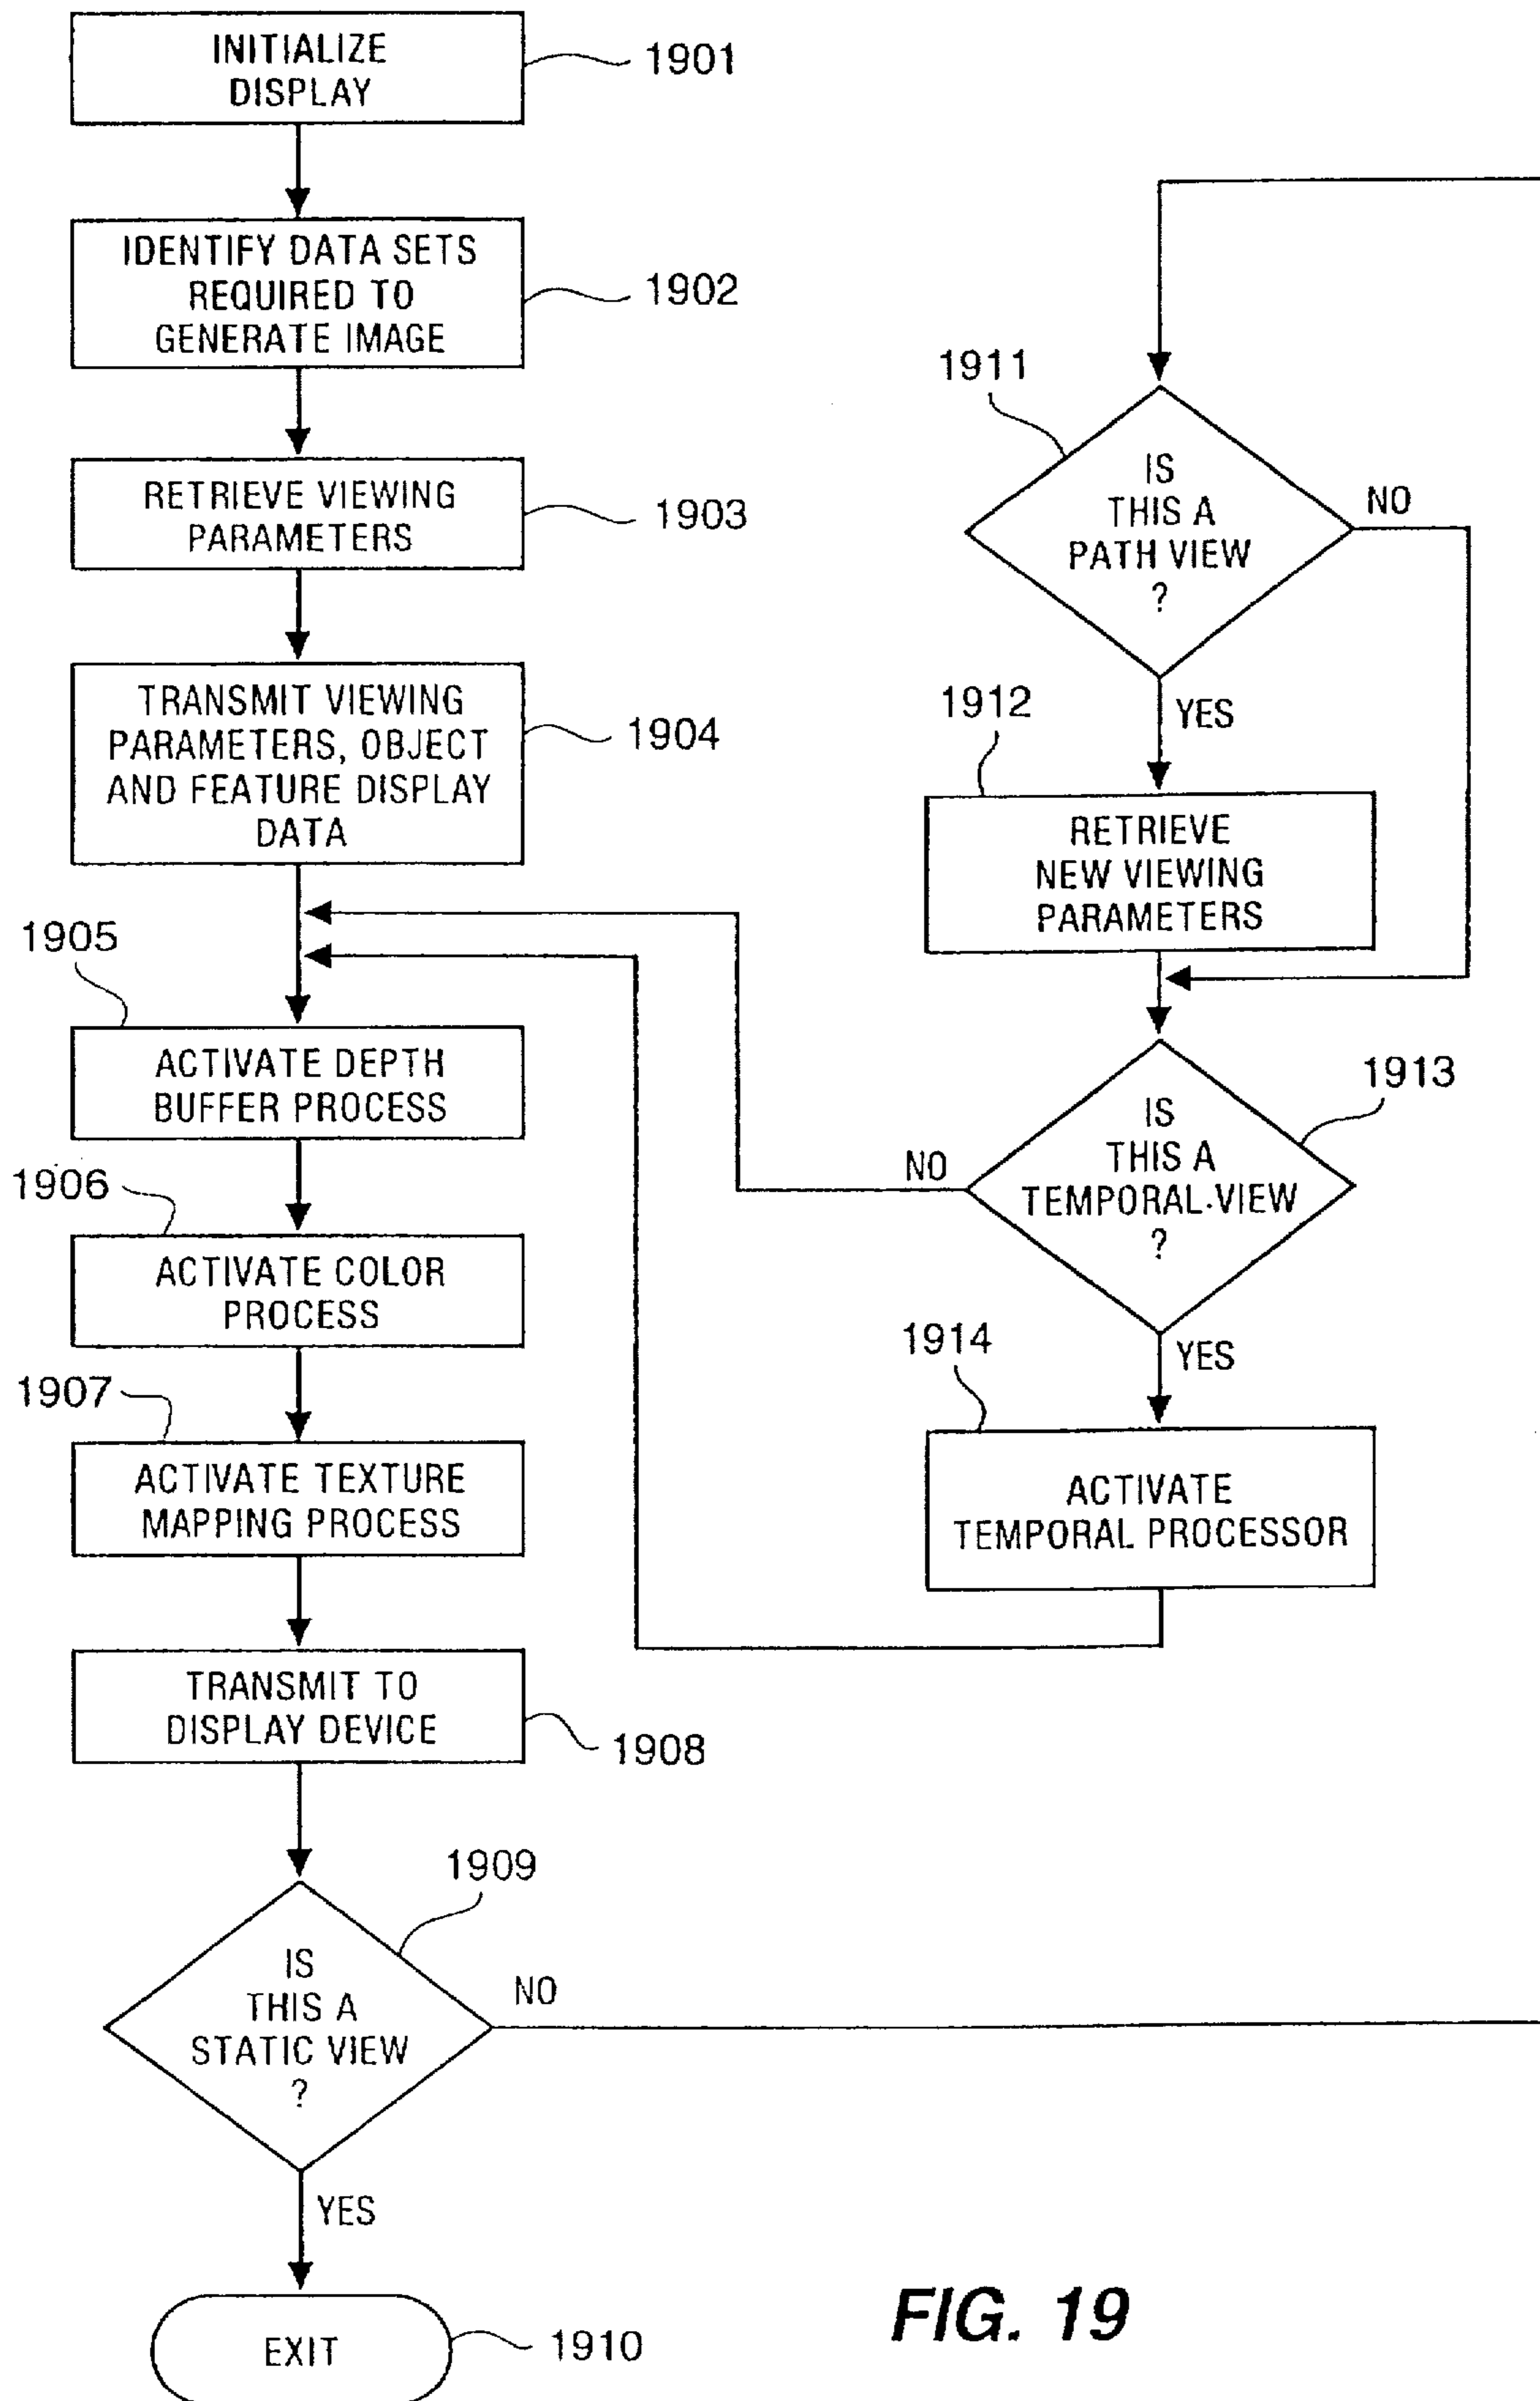 INITIALIZE
DISPLAY
1901
IDENTIFY DATA SETS
REQUIRED TO
GENERATE IMAGE
1902
RETRIEVE VIEWING
PARAMETERS
1903
TRANSMIT VIEWING
PARAMETERS, OBJECT
AND FEATURE DISPLAY
DATA
1904
1905
ACTIVATE DEPTH
BUFFER PROCESS
1906
ACTIVATE COLOR
PROCESS
1907
ACTIVATE TEXTURE
MAPPING PROCESS
TRANSMIT TO
DISPLAY DEVICE
1908
1909
IS
THIS A
STATIC VIEW
?
NO
YES
EXIT
1910
1911
IS
THIS A
PATH VIEW
?
NO
YES
1912
RETRIEVE
NEW VIEWING
PARAMETERS
1913
IS
THIS A
TEMPORAL VIEW
?
NO
YES
1914
ACTIVATE
TEMPORAL PROCESSOR
FIG. 19